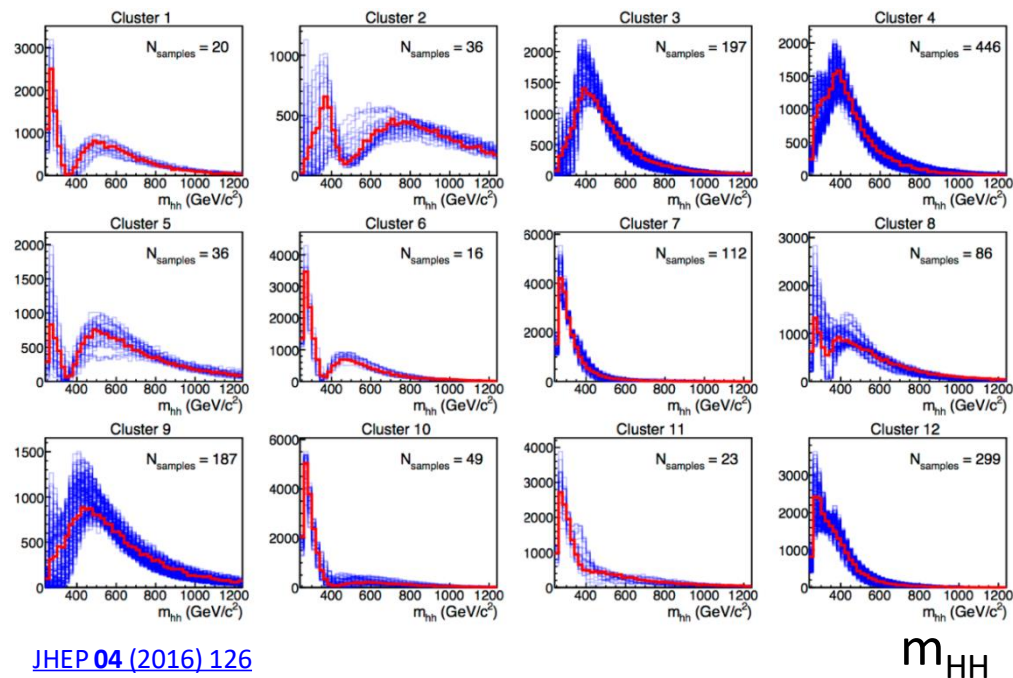 Cluster 1
N_samples = 20
3000
2000
1000
0
400 600 800 1000 1200
m_hh (GeV/c²)
Cluster 2
N_samples = 36
1000
500
0
400 600 800 1000 1200
m_hh (GeV/c²)
Cluster 3
N_samples = 197
2000
1500
1000
500
0
400 600 800 1000 1200
m_hh (GeV/c²)
Cluster 4
N_samples = 446
2000
1500
1000
500
0
400 600 800 1000 1200
m_hh (GeV/c²)
Cluster 5
N_samples = 36
2000
1500
1000
500
0
400 600 800 1000 1200
m_hh (GeV/c²)
Cluster 6
N_samples = 16
4000
3000
2000
1000
0
400 600 800 1000 1200
m_hh (GeV/c²)
Cluster 7
N_samples = 112
6000
4000
2000
0
400 600 800 1000 1200
m_hh (GeV/c²)
Cluster 8
N_samples = 86
3000
2000
1000
0
400 600 800 1000 1200
m_hh (GeV/c²)
Cluster 9
N_samples = 187
1500
1000
500
0
400 600 800 1000 1200
m_hh (GeV/c²)
Cluster 10
N_samples = 49
6000
4000
2000
0
400 600 800 1000 1200
m_hh (GeV/c²)
Cluster 11
N_samples = 23
4000
3000
2000
1000
0
400 600 800 1000 1200
m_hh (GeV/c²)
Cluster 12
N_samples = 299
4000
3000
2000
1000
0
400 600 800 1000 1200
m_hh (GeV/c²)
JHEP 04 (2016) 126
m_HH